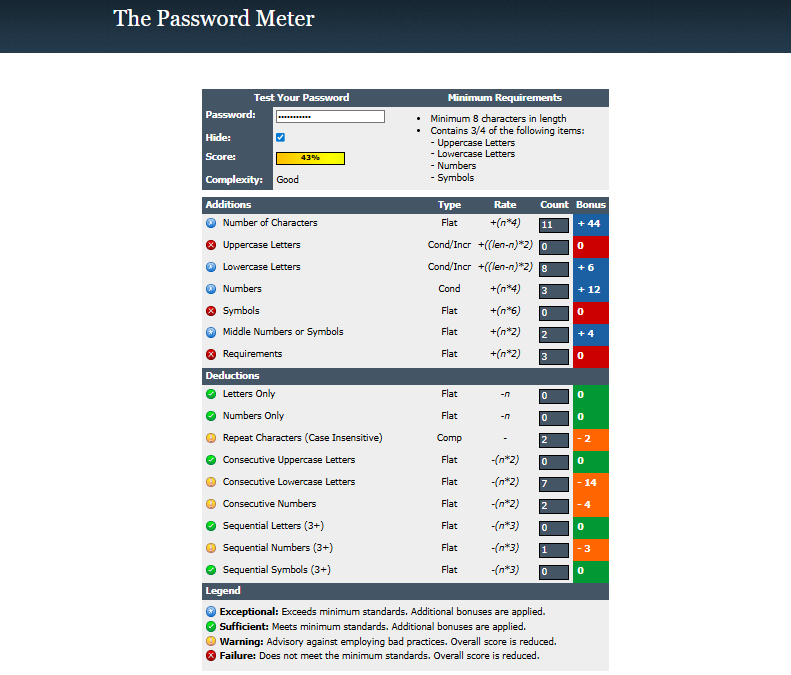 The Password Meter
Test Your Password Minimum Requirements
Password: •••••••••••
Hide:
Score: 43%
Complexity: Good
• Minimum 8 characters in length
• Contains 3/4 of the following items:
- Uppercase Letters
- Lowercase Letters
- Numbers
- Symbols
Additions Type Rate Count Bonus
Number of Characters Flat +(n*4) 11 + 44
Uppercase Letters Cond/Incr +((len-n)*2) 0 0
Lowercase Letters Cond/Incr +((len-n)*2) 8 + 6
Numbers Cond +(n*4) 3 + 12
Symbols Flat +(n*6) 0 0
Middle Numbers or Symbols Flat +(n*2) 2 + 4
Requirements Flat +(n*2) 3 0
Deductions
Letters Only Flat -n 0 0
Numbers Only Flat -n 0 0
Repeat Characters (Case Insensitive) Comp - 2 - 2
Consecutive Uppercase Letters Flat -(n*2) 0 0
Consecutive Lowercase Letters Flat -(n*2) 7 - 14
Consecutive Numbers Flat -(n*2) 2 - 4
Sequential Letters (3+) Flat -(n*3) 0 0
Sequential Numbers (3+) Flat -(n*3) 1 - 3
Sequential Symbols (3+) Flat -(n*3) 0 0
Legend
Exceptional: Exceeds minimum standards. Additional bonuses are applied.
Sufficient: Meets minimum standards. Additional bonuses are applied.
Warning: Advisory against employing bad practices. Overall score is reduced.
Failure: Does not meet the minimum standards. Overall score is reduced.